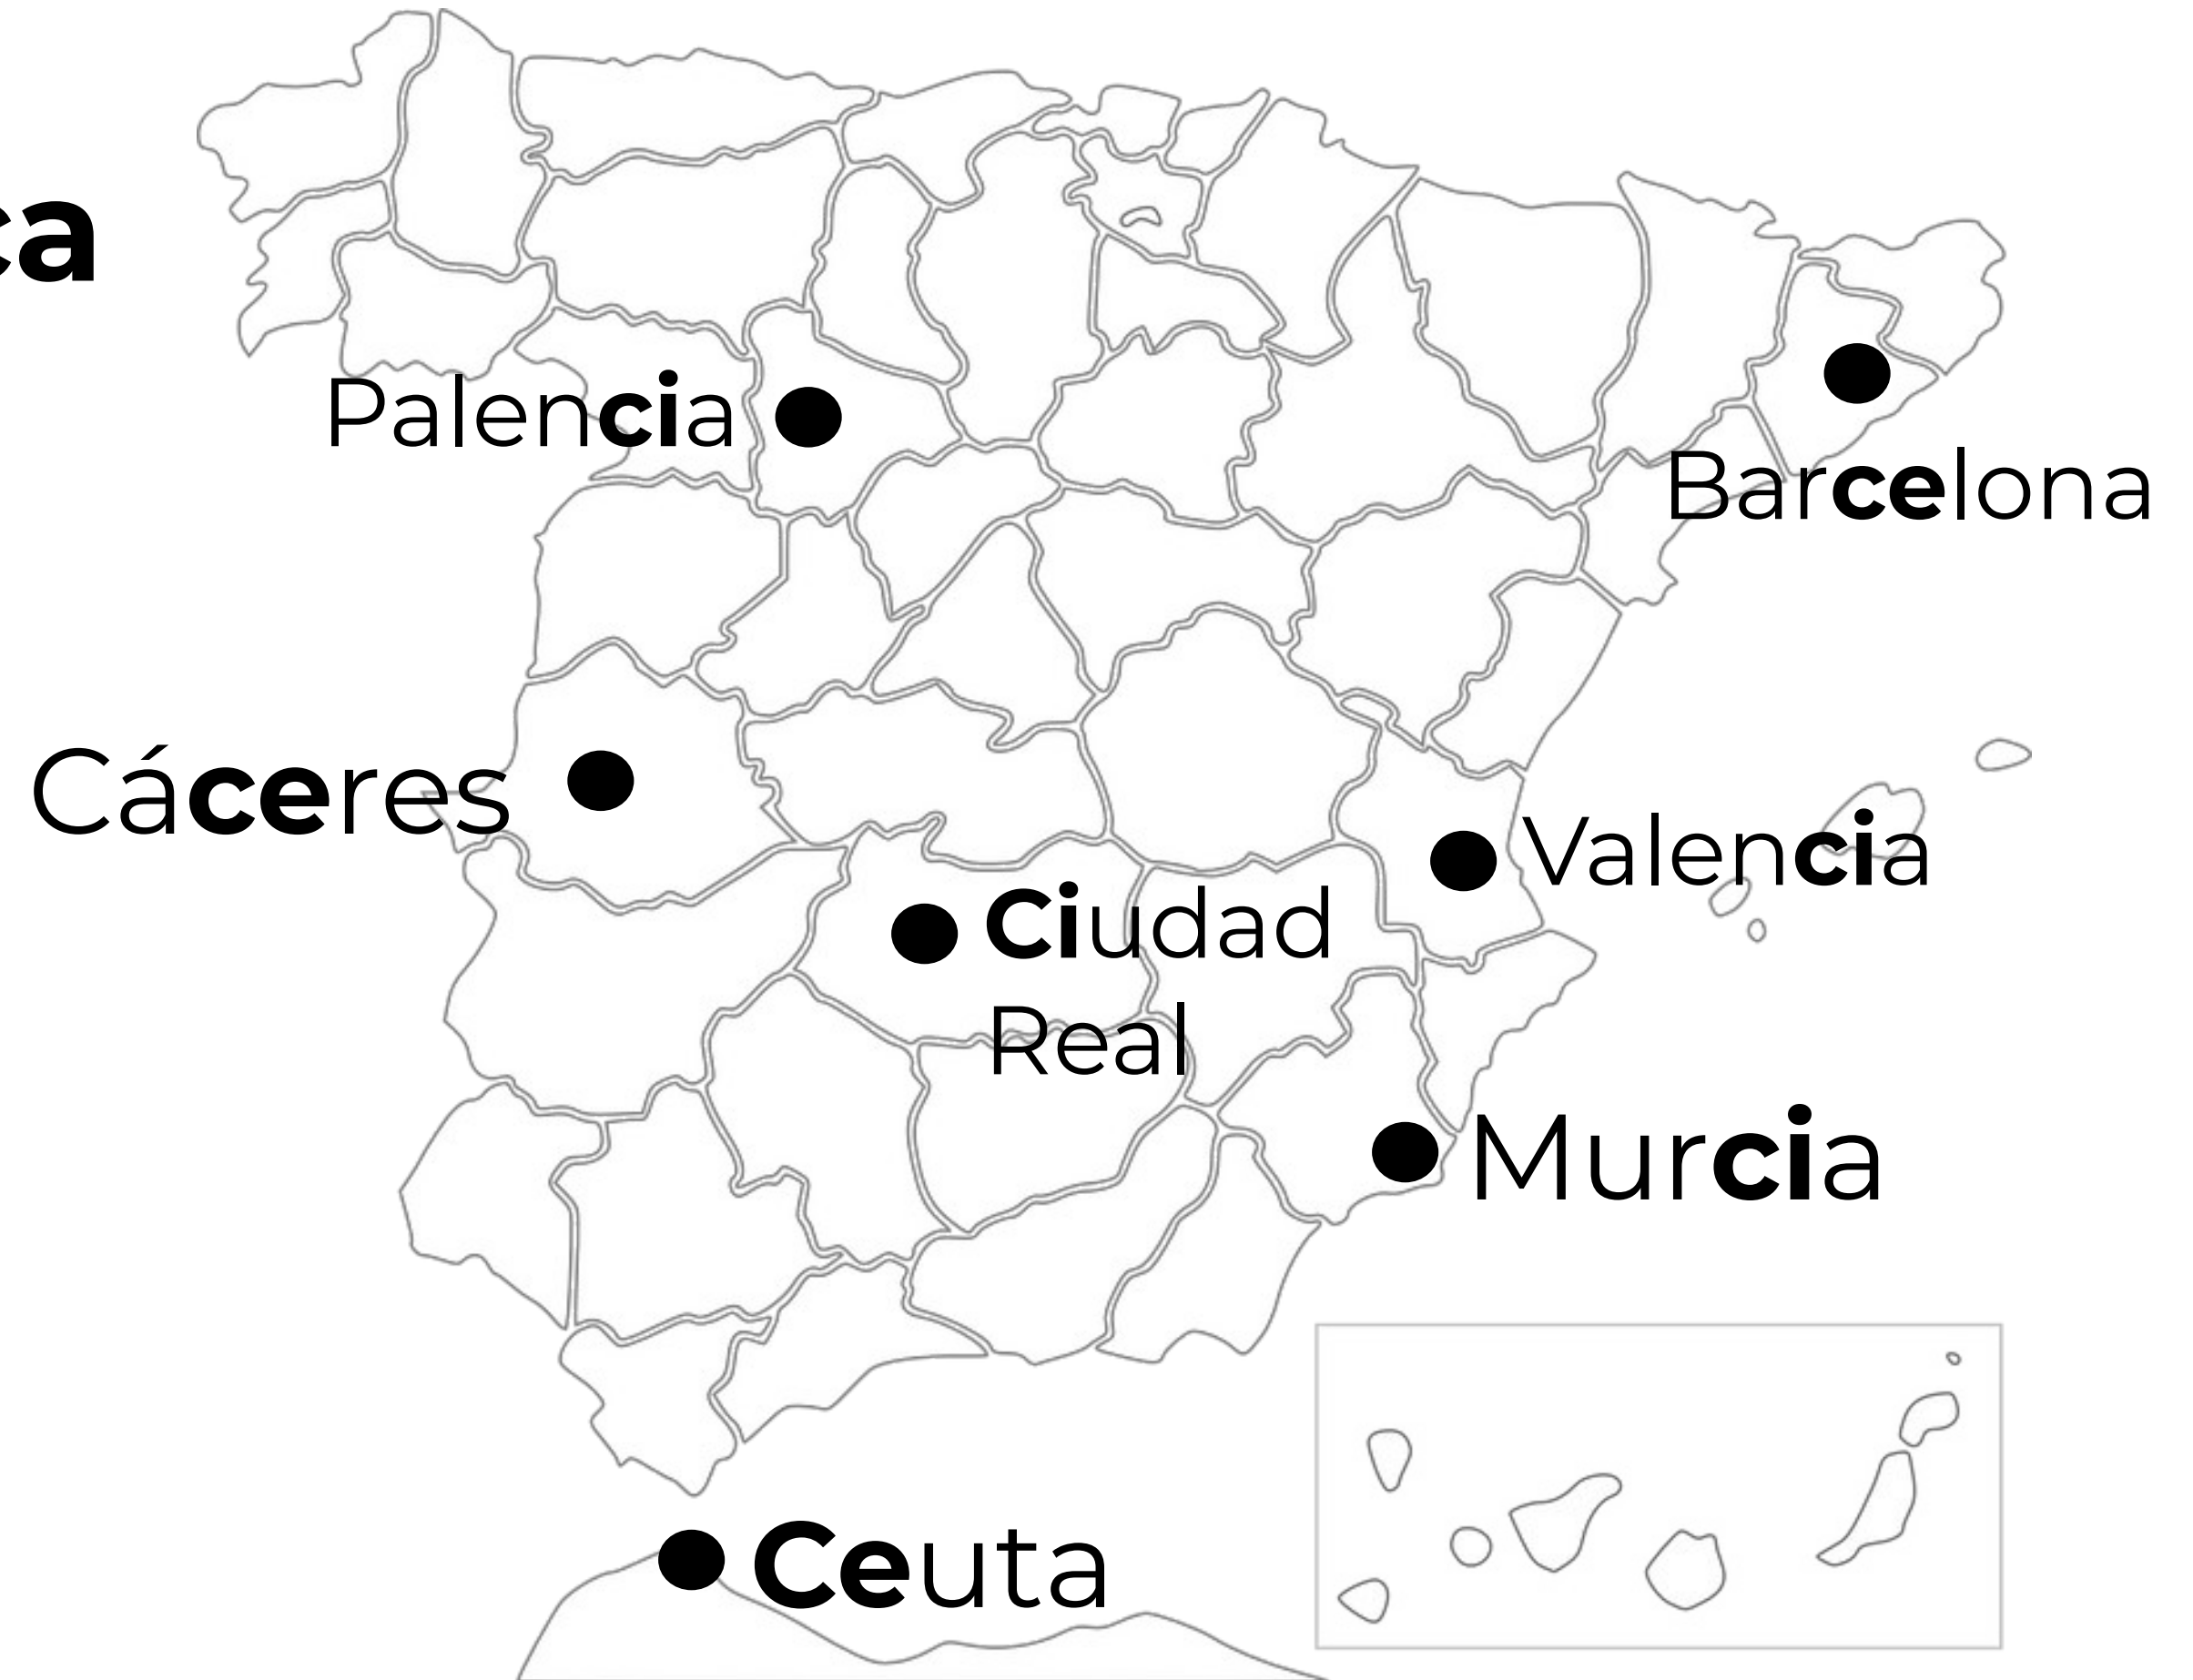 ca
Palencia
Barcelona
Cáceres
Valencia
Ciudad
Real
Murcia
Ceuta